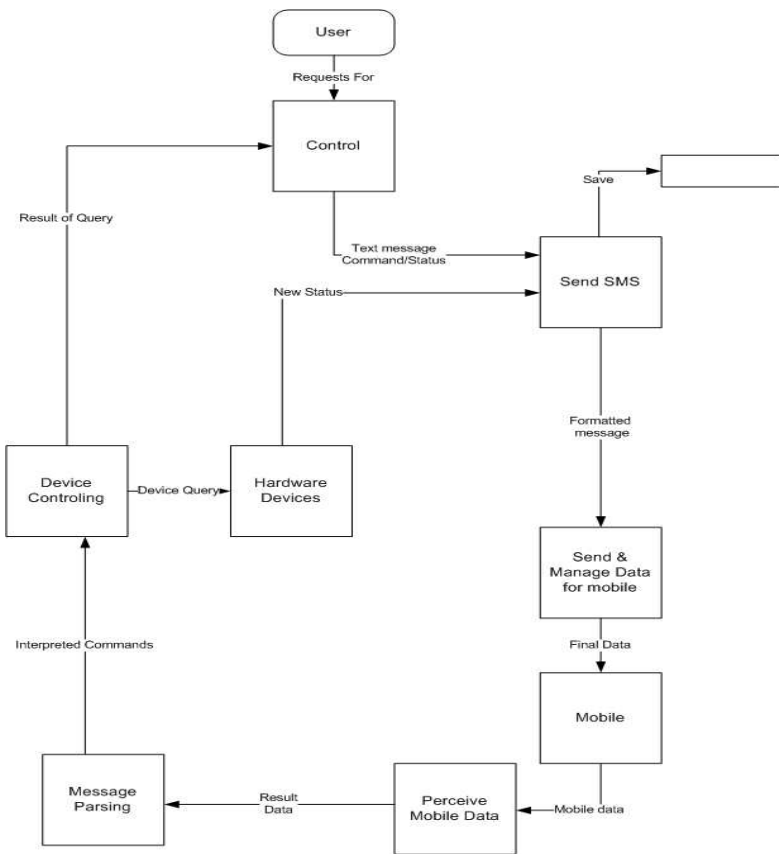 User
Requests For
Control
Save
Result of Query
Text message
Command/Status
Send SMS
New Status
Formatted
message
Device
Controling
Device Query
Hardware
Devices
Send &
Manage Data
for mobile
Interpreted Commands
Final Data
Mobile
Message
Parsing
Result
Data
Perceive
Mobile Data
Mobile data